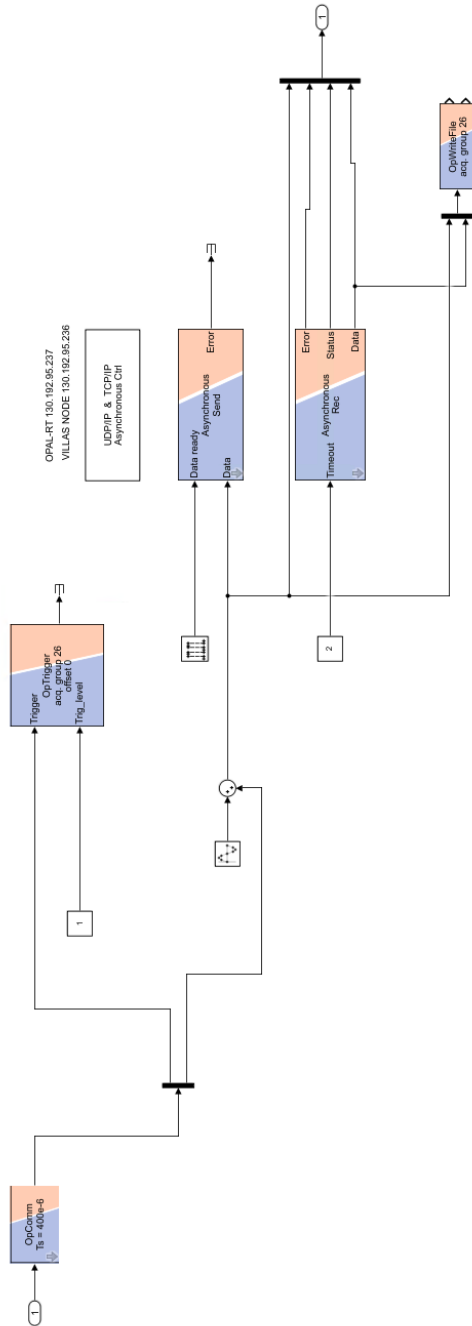 1
OpComm
Ts = 400e-6
Trigger
OpTrigger
acq. group 26
offset 0
Trig_level
1
OPAL-RT 130.192.95.237
VILLAS NODE 130.192.95.236
UDP/IP & TCP/IP
Asynchronous Ctrl
Data ready
Asynchronous
Send
Data
Error
2
Timeout
Asynchronous
Rec
Error
Status
Data
1
OpWriteFile
acq. group 26